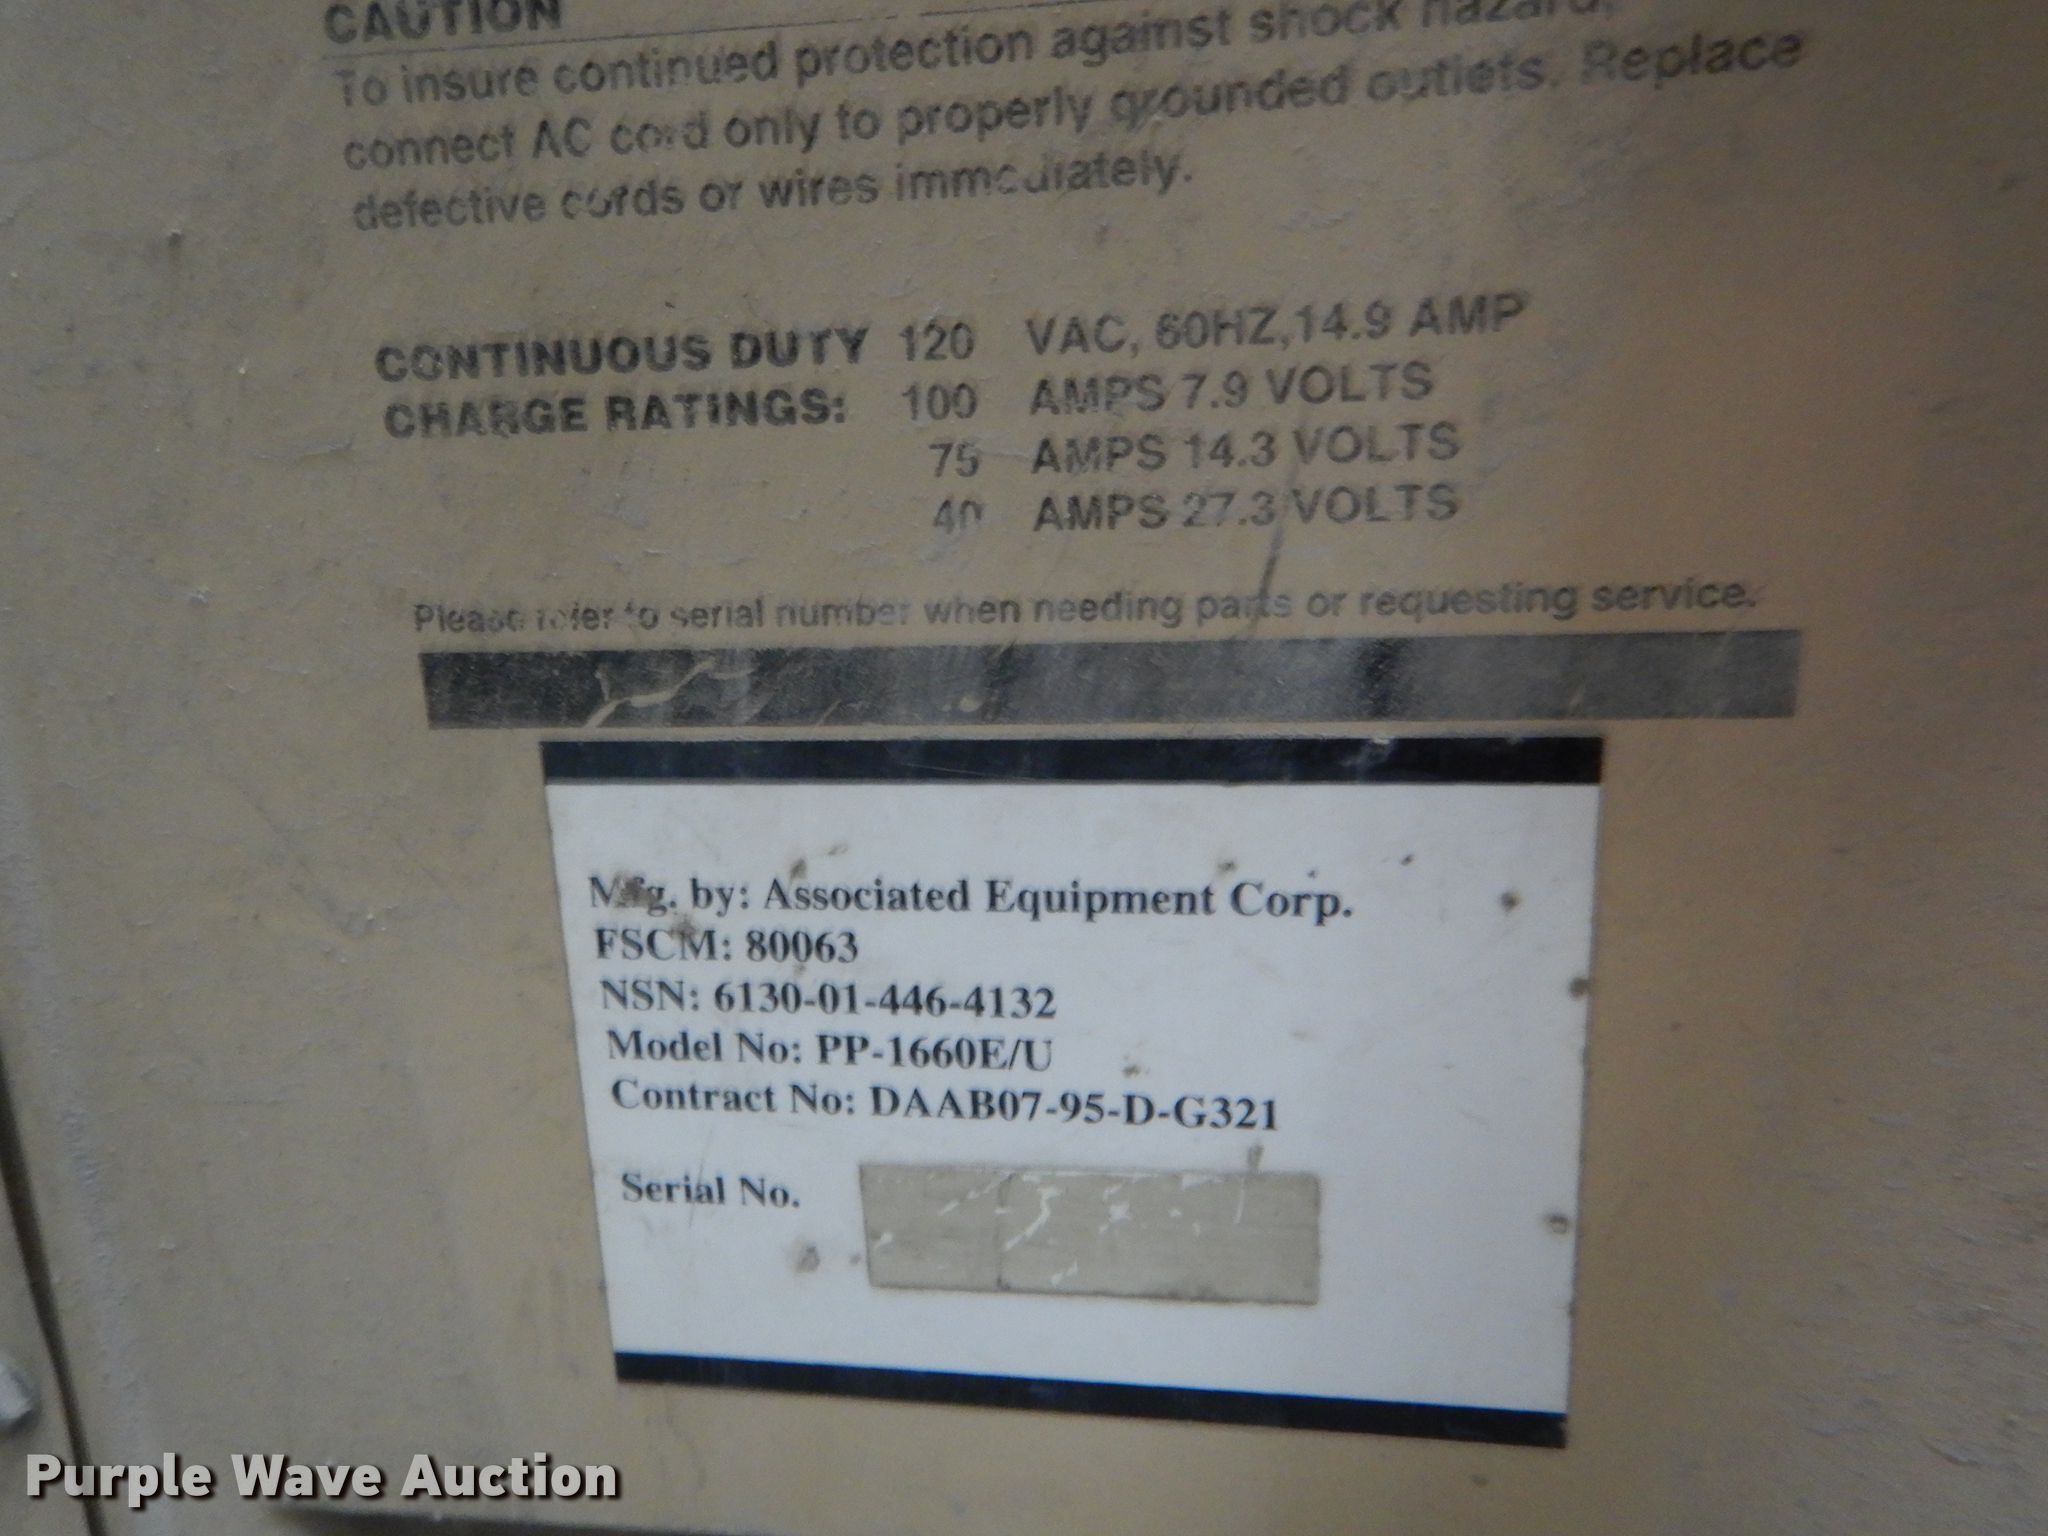 CAUTION
To insure continued protection against shock hazard,
connect AC cord only to properly grounded outlets. Replace
defective cords or wires immediately.
CONTINUOUS DUTY 120 VAC, 60HZ,14.9 AMP
CHARGE RATINGS: 100 AMPS 7.9 VOLTS
75 AMPS 14.3 VOLTS
40 AMPS 27.3 VOLTS
Please refer to serial number when needing parts or requesting service.
Mfg. by: Associated Equipment Corp.
FSCM: 80063
NSN: 6130-01-446-4132
Model No: PP-1660E/U
Contract No: DAAB07-95-D-G321
Serial No.
Purple Wave Auction